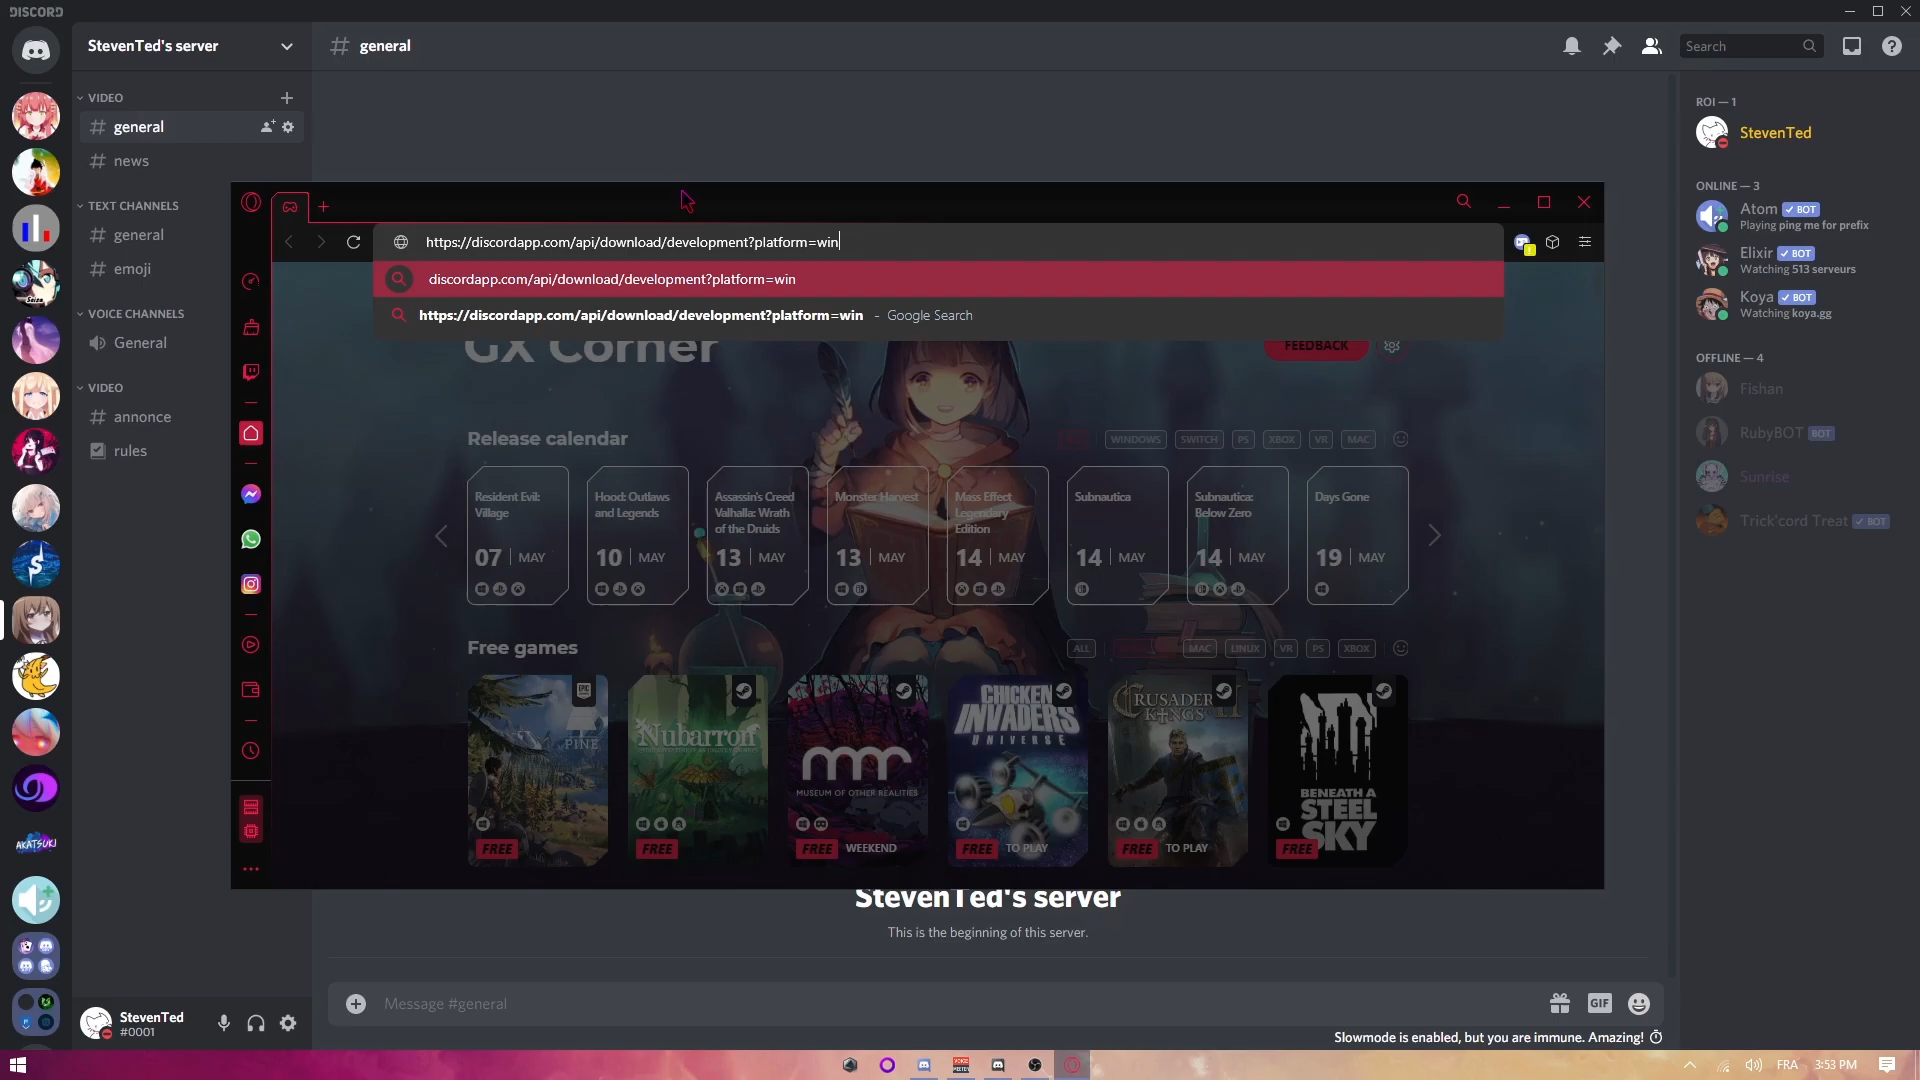 DISCORD
StevenTed's server
general
Search
VIDEO
general
news
TEXT CHANNELS
general
emoji
VOICE CHANNELS
General
VIDEO
annonce
rules
https://discordapp.com/api/download/development?platform=win
discordapp.com/api/download/development?platform=win
https://discordapp.com/api/download/development?platform=win - Google Search
GX Corner
FEEDBACK
Release calendar
WINDOWS SWITCH PS XBOX VR MAC
Resident Evil: Village
07 | MAY
Hood: Outlaws and Legends
10 | MAY
Assassin's Creed Valhalla: Wrath of the Druids
13 | MAY
Monster Harvest
13 | MAY
Mass Effect Legendary Edition
14 | MAY
Subnautica
14 | MAY
Subnautica: Below Zero
14 | MAY
Days Gone
19 | MAY
Free games
ALL MAC LINUX VR PS XBOX
EPIC
PINE
FREE
Nubarron
FREE
MUSEUM OF OTHER REALITIES
FREE WEEKEND
CHICKEN INVADERS UNIVERSE
FREE TO PLAY
CRUSADER KINGS II
FREE TO PLAY
BENEATH A STEEL SKY
FREE
StevenTed's server
This is the beginning of this server.
Message #general
GIF
Slowmode is enabled, but you are immune. Amazing!
ROI — 1
StevenTed
ONLINE — 3
Atom BOT
Playing ping me for prefix
Elixir BOT
Watching 513 serveurs
Koya BOT
Watching koya.gg
OFFLINE — 4
Fishan
RubyBOT BOT
Sunrise
Trick'cord Treat BOT
AKATSUKI
StevenTed
#0001
FRA
3:53 PM